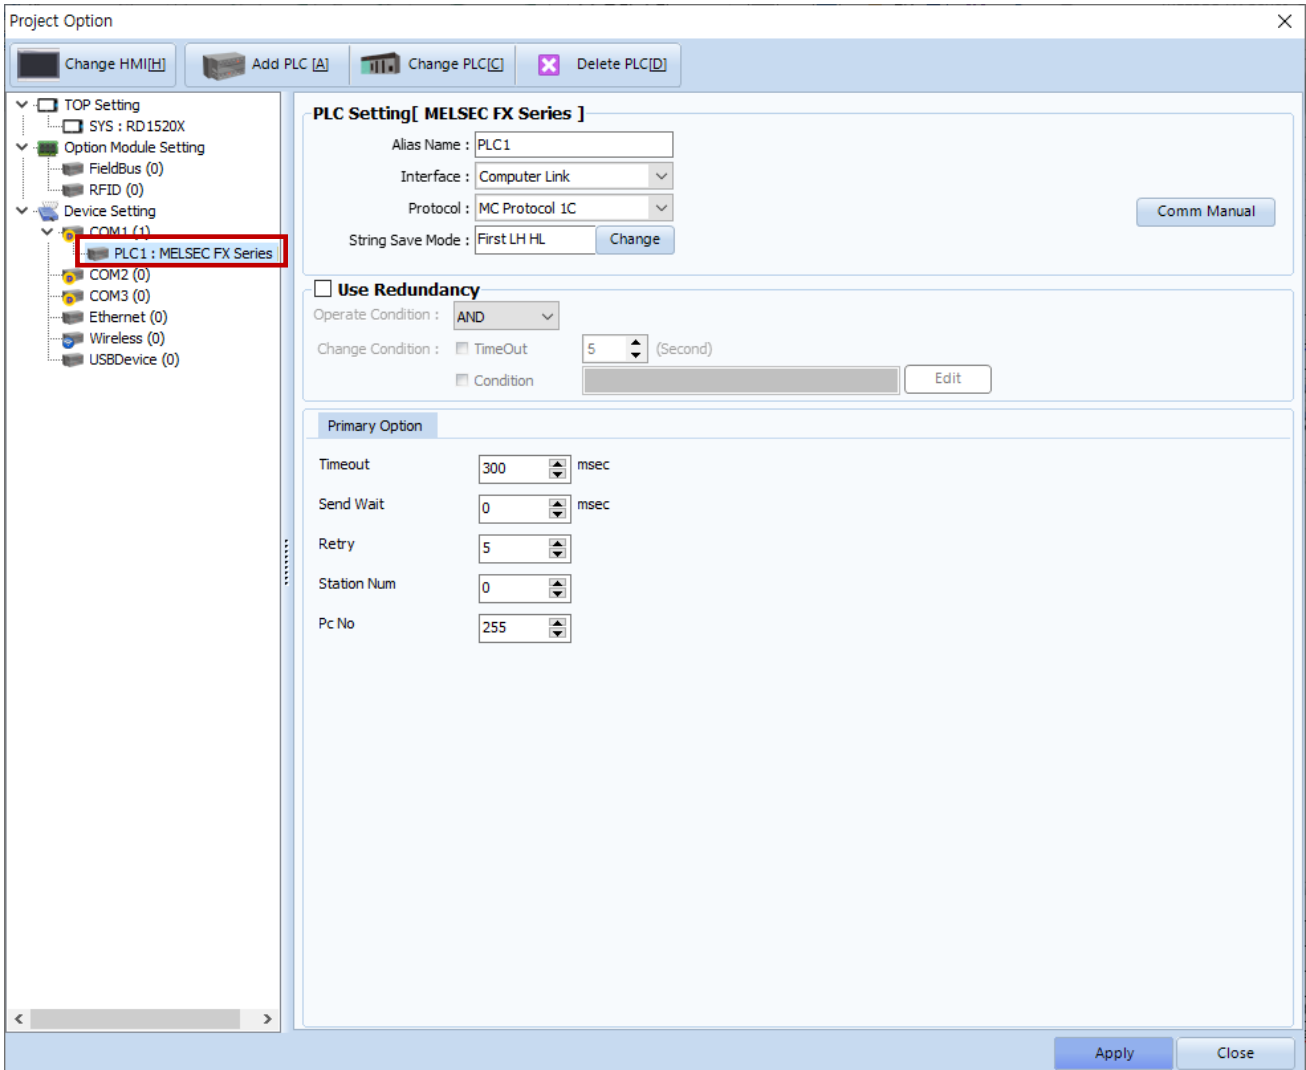 Project Option
Change HMI[H]
Add PLC [A]
Change PLC[C]
Delete PLC[D]
TOP Setting
SYS : RD1520X
Option Module Setting
FieldBus (0)
RFID (0)
Device Setting
COM1 (1)
PLC1 : MELSEC FX Series
COM2 (0)
COM3 (0)
Ethernet (0)
Wireless (0)
USBDevice (0)
PLC Setting[ MELSEC FX Series ]
Alias Name : PLC1
Interface : Computer Link
Protocol : MC Protocol 1C
Comm Manual
String Save Mode : First LH HL Change
Use Redundancy
Operate Condition : AND
Change Condition : TimeOut 5 (Second)
Condition Edit
Primary Option
Timeout 300 msec
Send Wait 0 msec
Retry 5
Station Num 0
Pc No 255
Apply Close